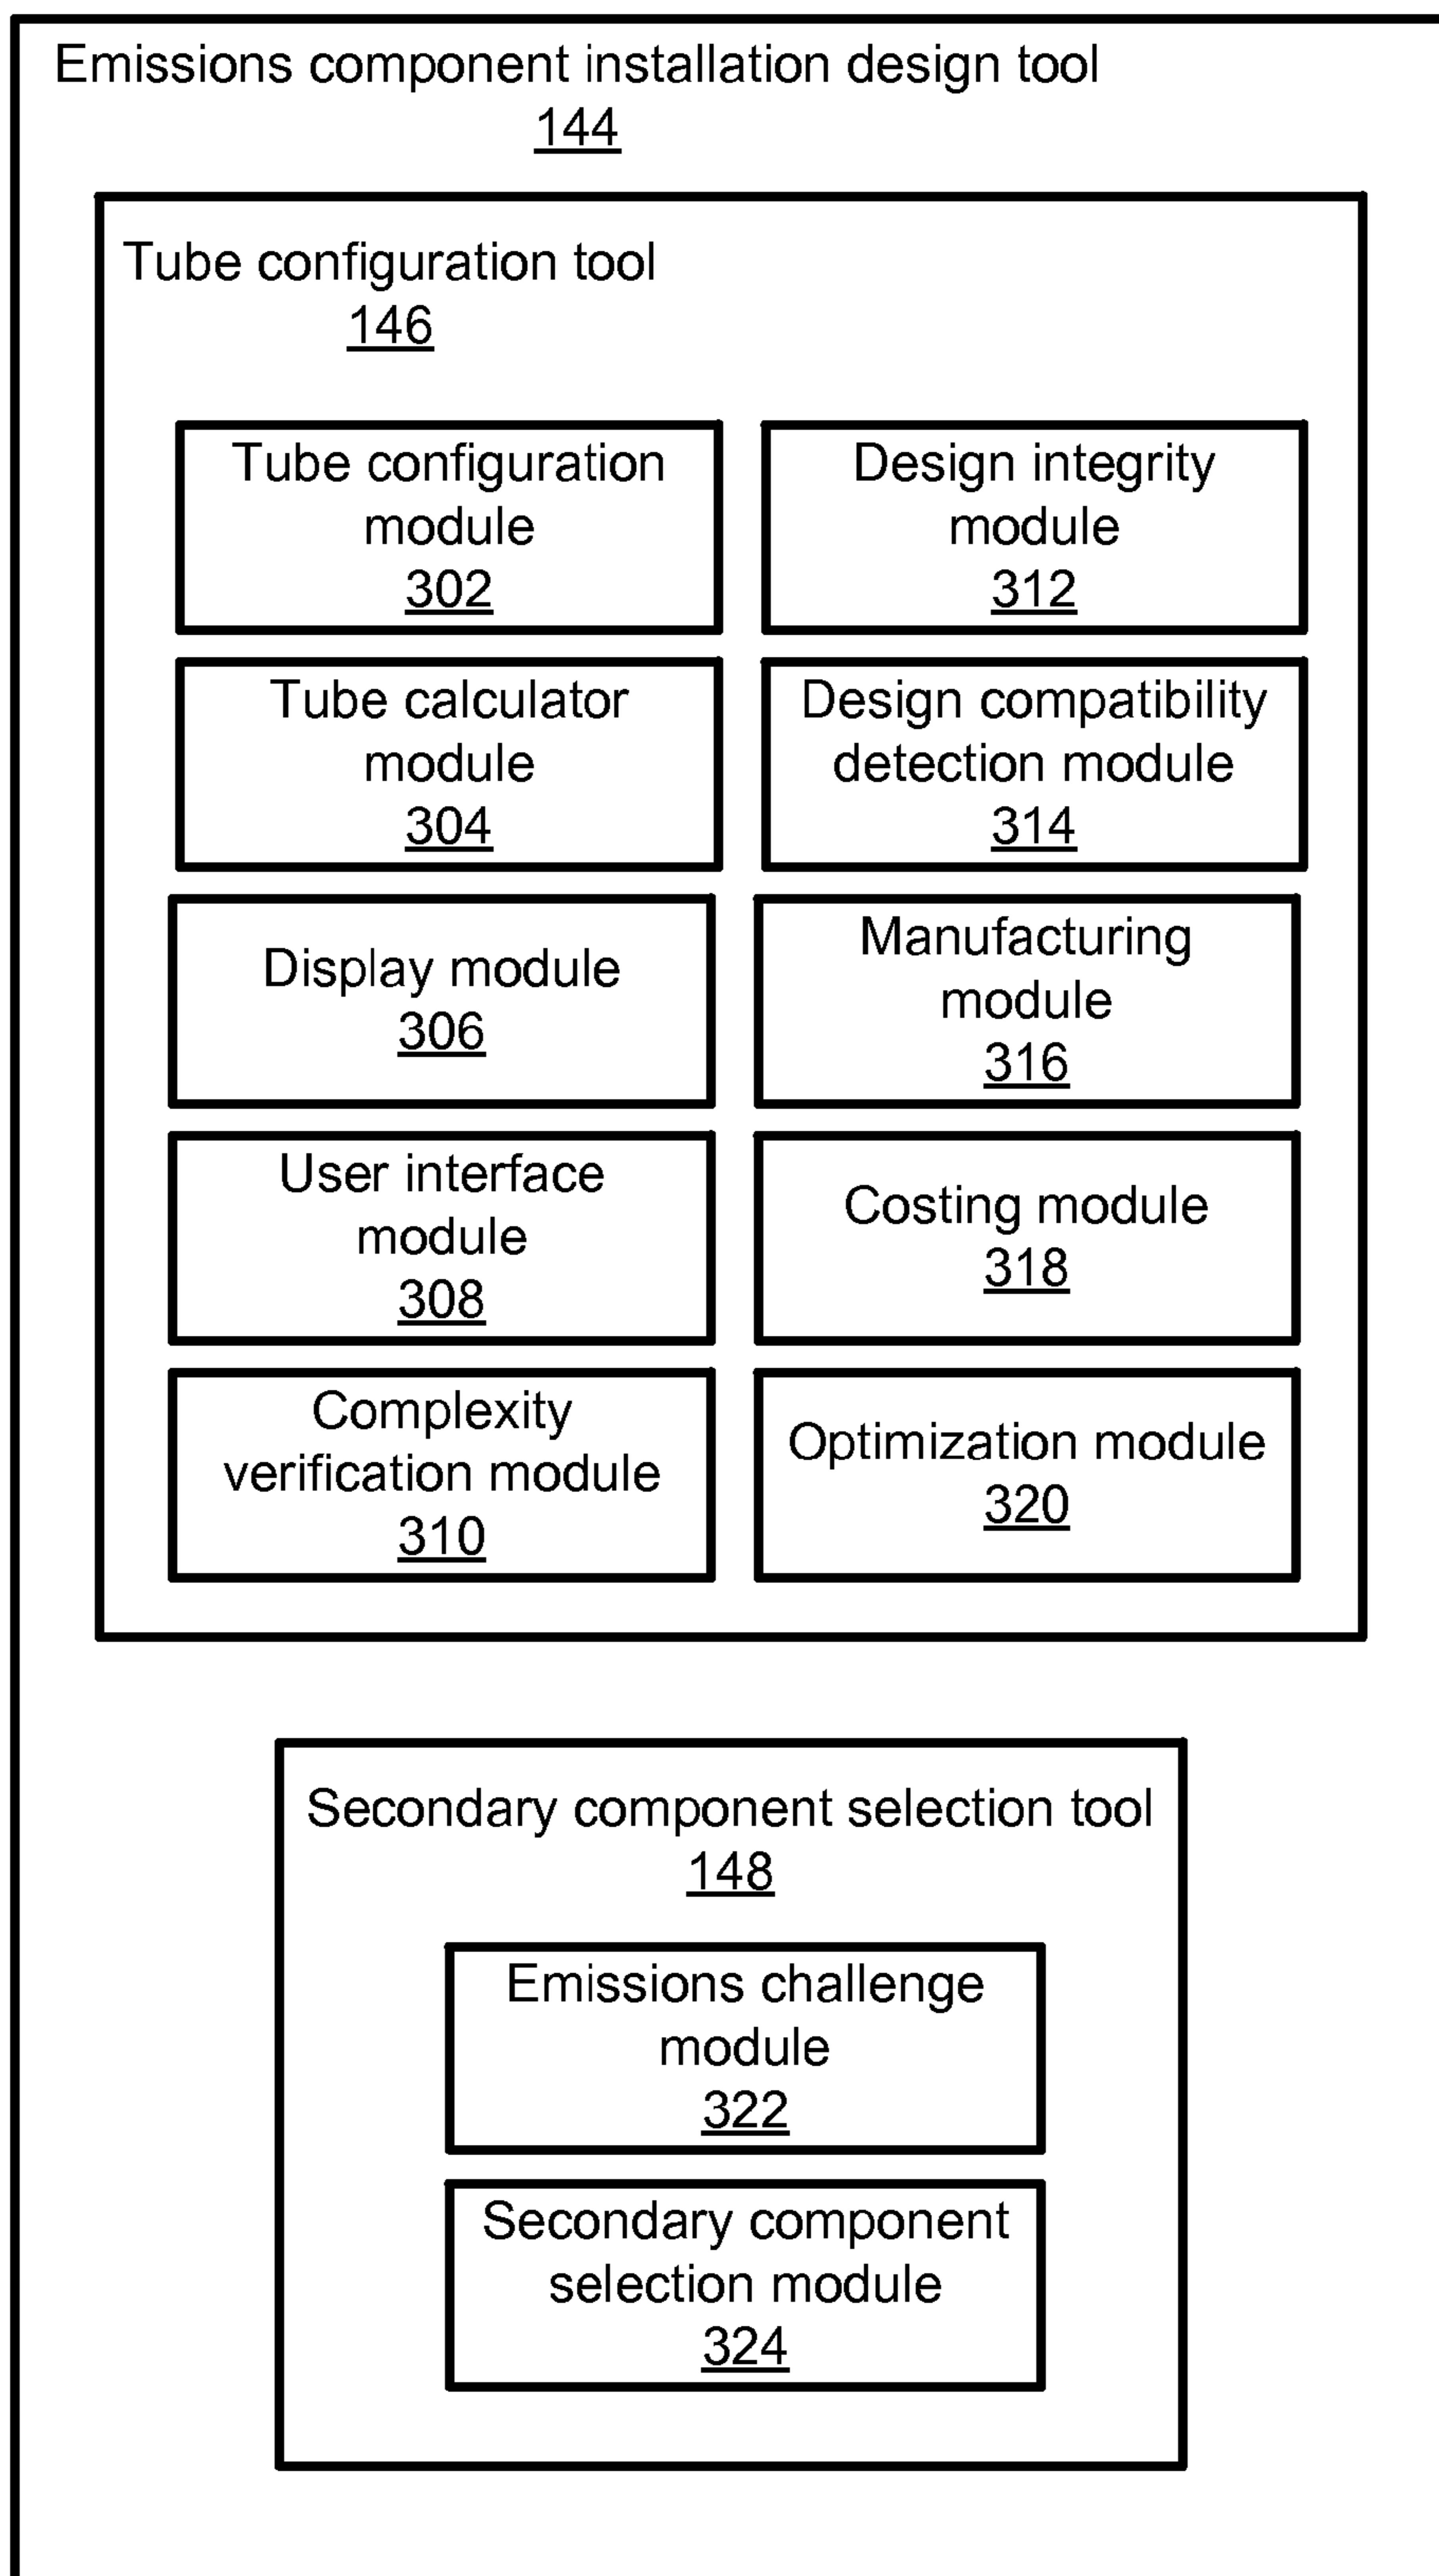 Emissions component installation design tool
144
Tube configuration tool
146
Tube configuration
module
302
Design integrity
module
312
Tube calculator
module
304
Design compatibility
detection module
314
Display module
306
Manufacturing
module
316
User interface
module
308
Costing module
318
Complexity
verification module
310
Optimization module
320
Secondary component selection tool
148
Emissions challenge
module
322
Secondary component
selection module
324